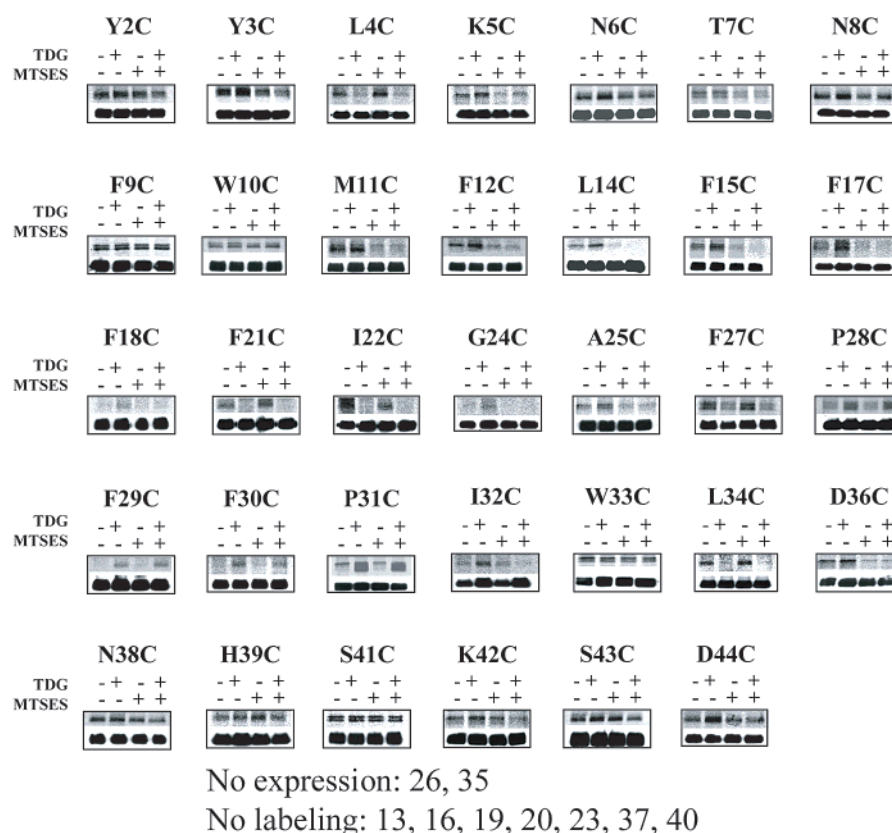 Y2C Y3C L4C K5C N6C T7C N8C
TDG - + - + - + - + - + - + - + - + - + - + - + - + - + - +
MTSES - - + + - - + + - - + + - - + + - - + + - - + + - - + +
F9C W10C M11C F12C L14C F15C F17C
TDG - + - + - + - + - + - + - + - + - + - + - + - + - + - +
MTSES - - + + - - + + - - + + - - + + - - + + - - + + - - + +
F18C F21C I22C G24C A25C F27C P28C
TDG - + - + - + - + - + - + - + - + - + - + - + - + - + - +
MTSES - - + + - - + + - - + + - - + + - - + + - - + + - - + +
F29C F30C P31C I32C W33C L34C D36C
TDG - + - + - + - + - + - + - + - + - + - + - + - + - + - +
MTSES - - + + - - + + - - + + - - + + - - + + - - + + - - + +
N38C H39C S41C K42C S43C D44C
TDG - + - + - + - + - + - + - + - + - + - + - + - +
MTSES - - + + - - + + - - + + - - + + - - + + - - + +
No expression: 26, 35
No labeling: 13, 16, 19, 20, 23, 37, 40